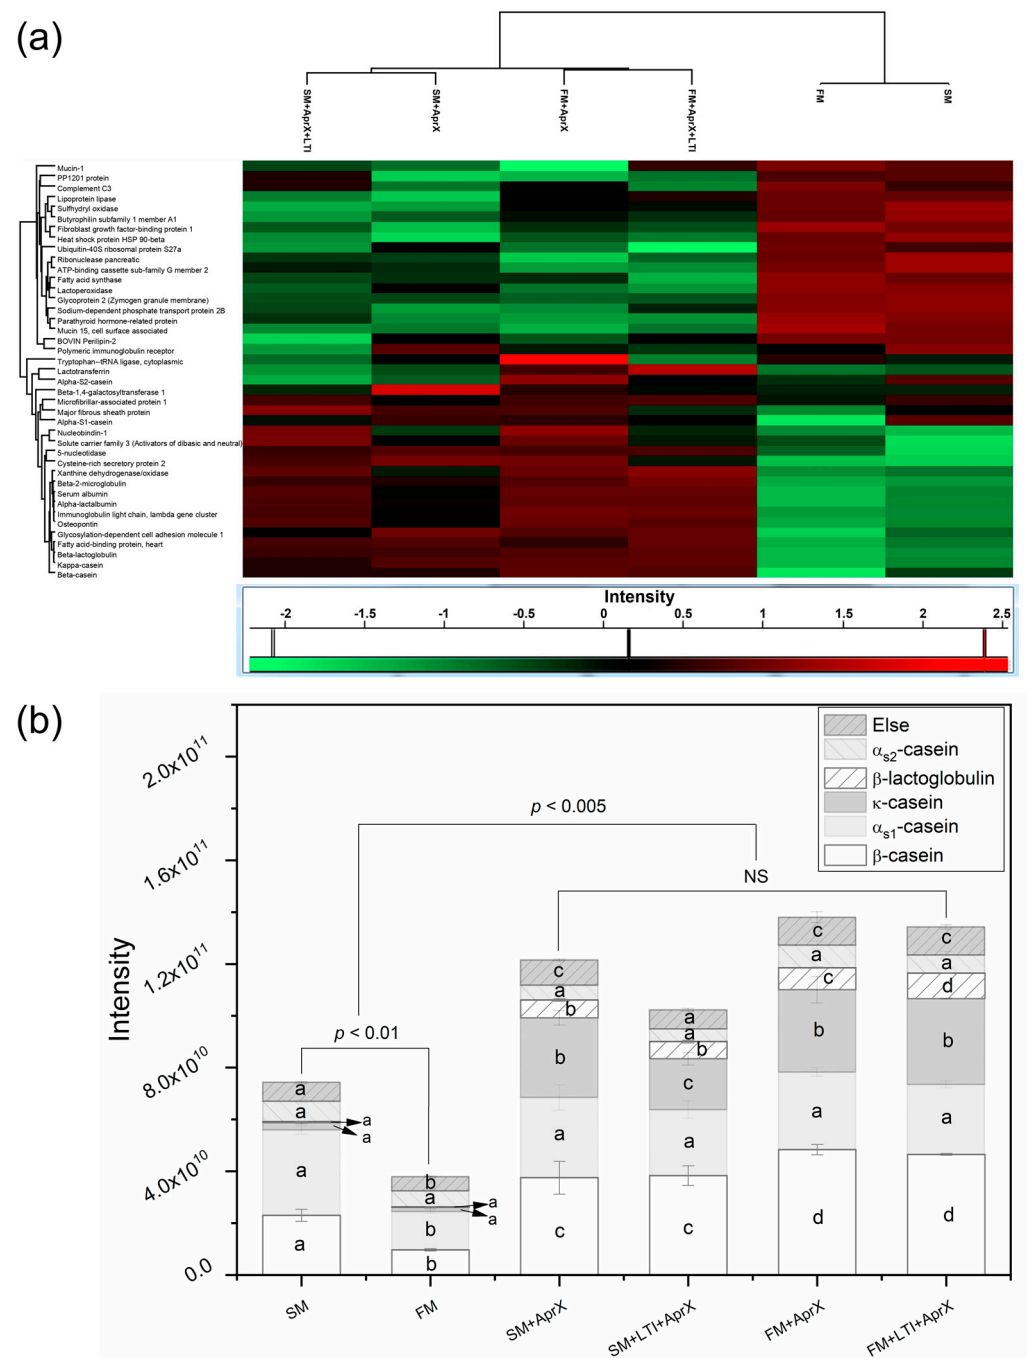 (a)
SM+AprX+LTI
SM+AprX
FM+AprX
FM+AprX+LTI
FM
SM
Mucin-1
PP1201 protein
Complement C3
Lipoprotein lipase
Sulfhydryl oxidase
Butyrophilin subfamily 1 member A1
Fibroblast growth factor-binding protein 1
Heat shock protein HSP 90-beta
Ubiquitin-40S ribosomal protein S27a
Ribonuclease pancreatic
ATP-binding cassette sub-family G member 2
Fatty acid synthase
Lactoperoxidase
Glycoprotein 2 (Zymogen granule membrane)
Sodium-dependent phosphate transport protein 2B
Parathyroid hormone-related protein
Mucin 15, cell surface associated
BOVIN Perilipin-2
Polymeric immunoglobulin receptor
Tryptophan--tRNA ligase, cytoplasmic
Lactotransferrin
Alpha-S2-casein
Beta-1,4-galactosyltransferase 1
Microfibrillar-associated protein 1
Major fibrous sheath protein
Alpha-S1-casein
Nucleobindin-1
Solute carrier family 3 (Activators of dibasic and neutral)
5-nucleotidase
Cysteine-rich secretory protein 2
Xanthine dehydrogenase/oxidase
Beta-2-microglobulin
Serum albumin
Alpha-lactalbumin
Immunoglobulin light chain, lambda gene cluster
Osteopontin
Glycosylation-dependent cell adhesion molecule 1
Fatty acid-binding protein, heart
Beta-lactoglobulin
Kappa-casein
Beta-casein
Intensity
-2 -1.5 -1 -0.5 0 0.5 1 1.5 2 2.5
(b)
Intensity
2.0x10¹¹
1.6x10¹¹
1.2x10¹¹
8.0x10¹⁰
4.0x10¹⁰
0.0
Else
αs2-casein
β-lactoglobulin
κ-casein
αs1-casein
β-casein
p < 0.005
NS
p < 0.01
a
a
a
a
a
a
b
a
a
a
b
b
c
a
b
b
a
c
a
a
b
c
a
c
c
a
c
b
a
d
c
a
d
b
a
d
SM
FM
SM+AprX
SM+LTI+AprX
FM+AprX
FM+LTI+AprX